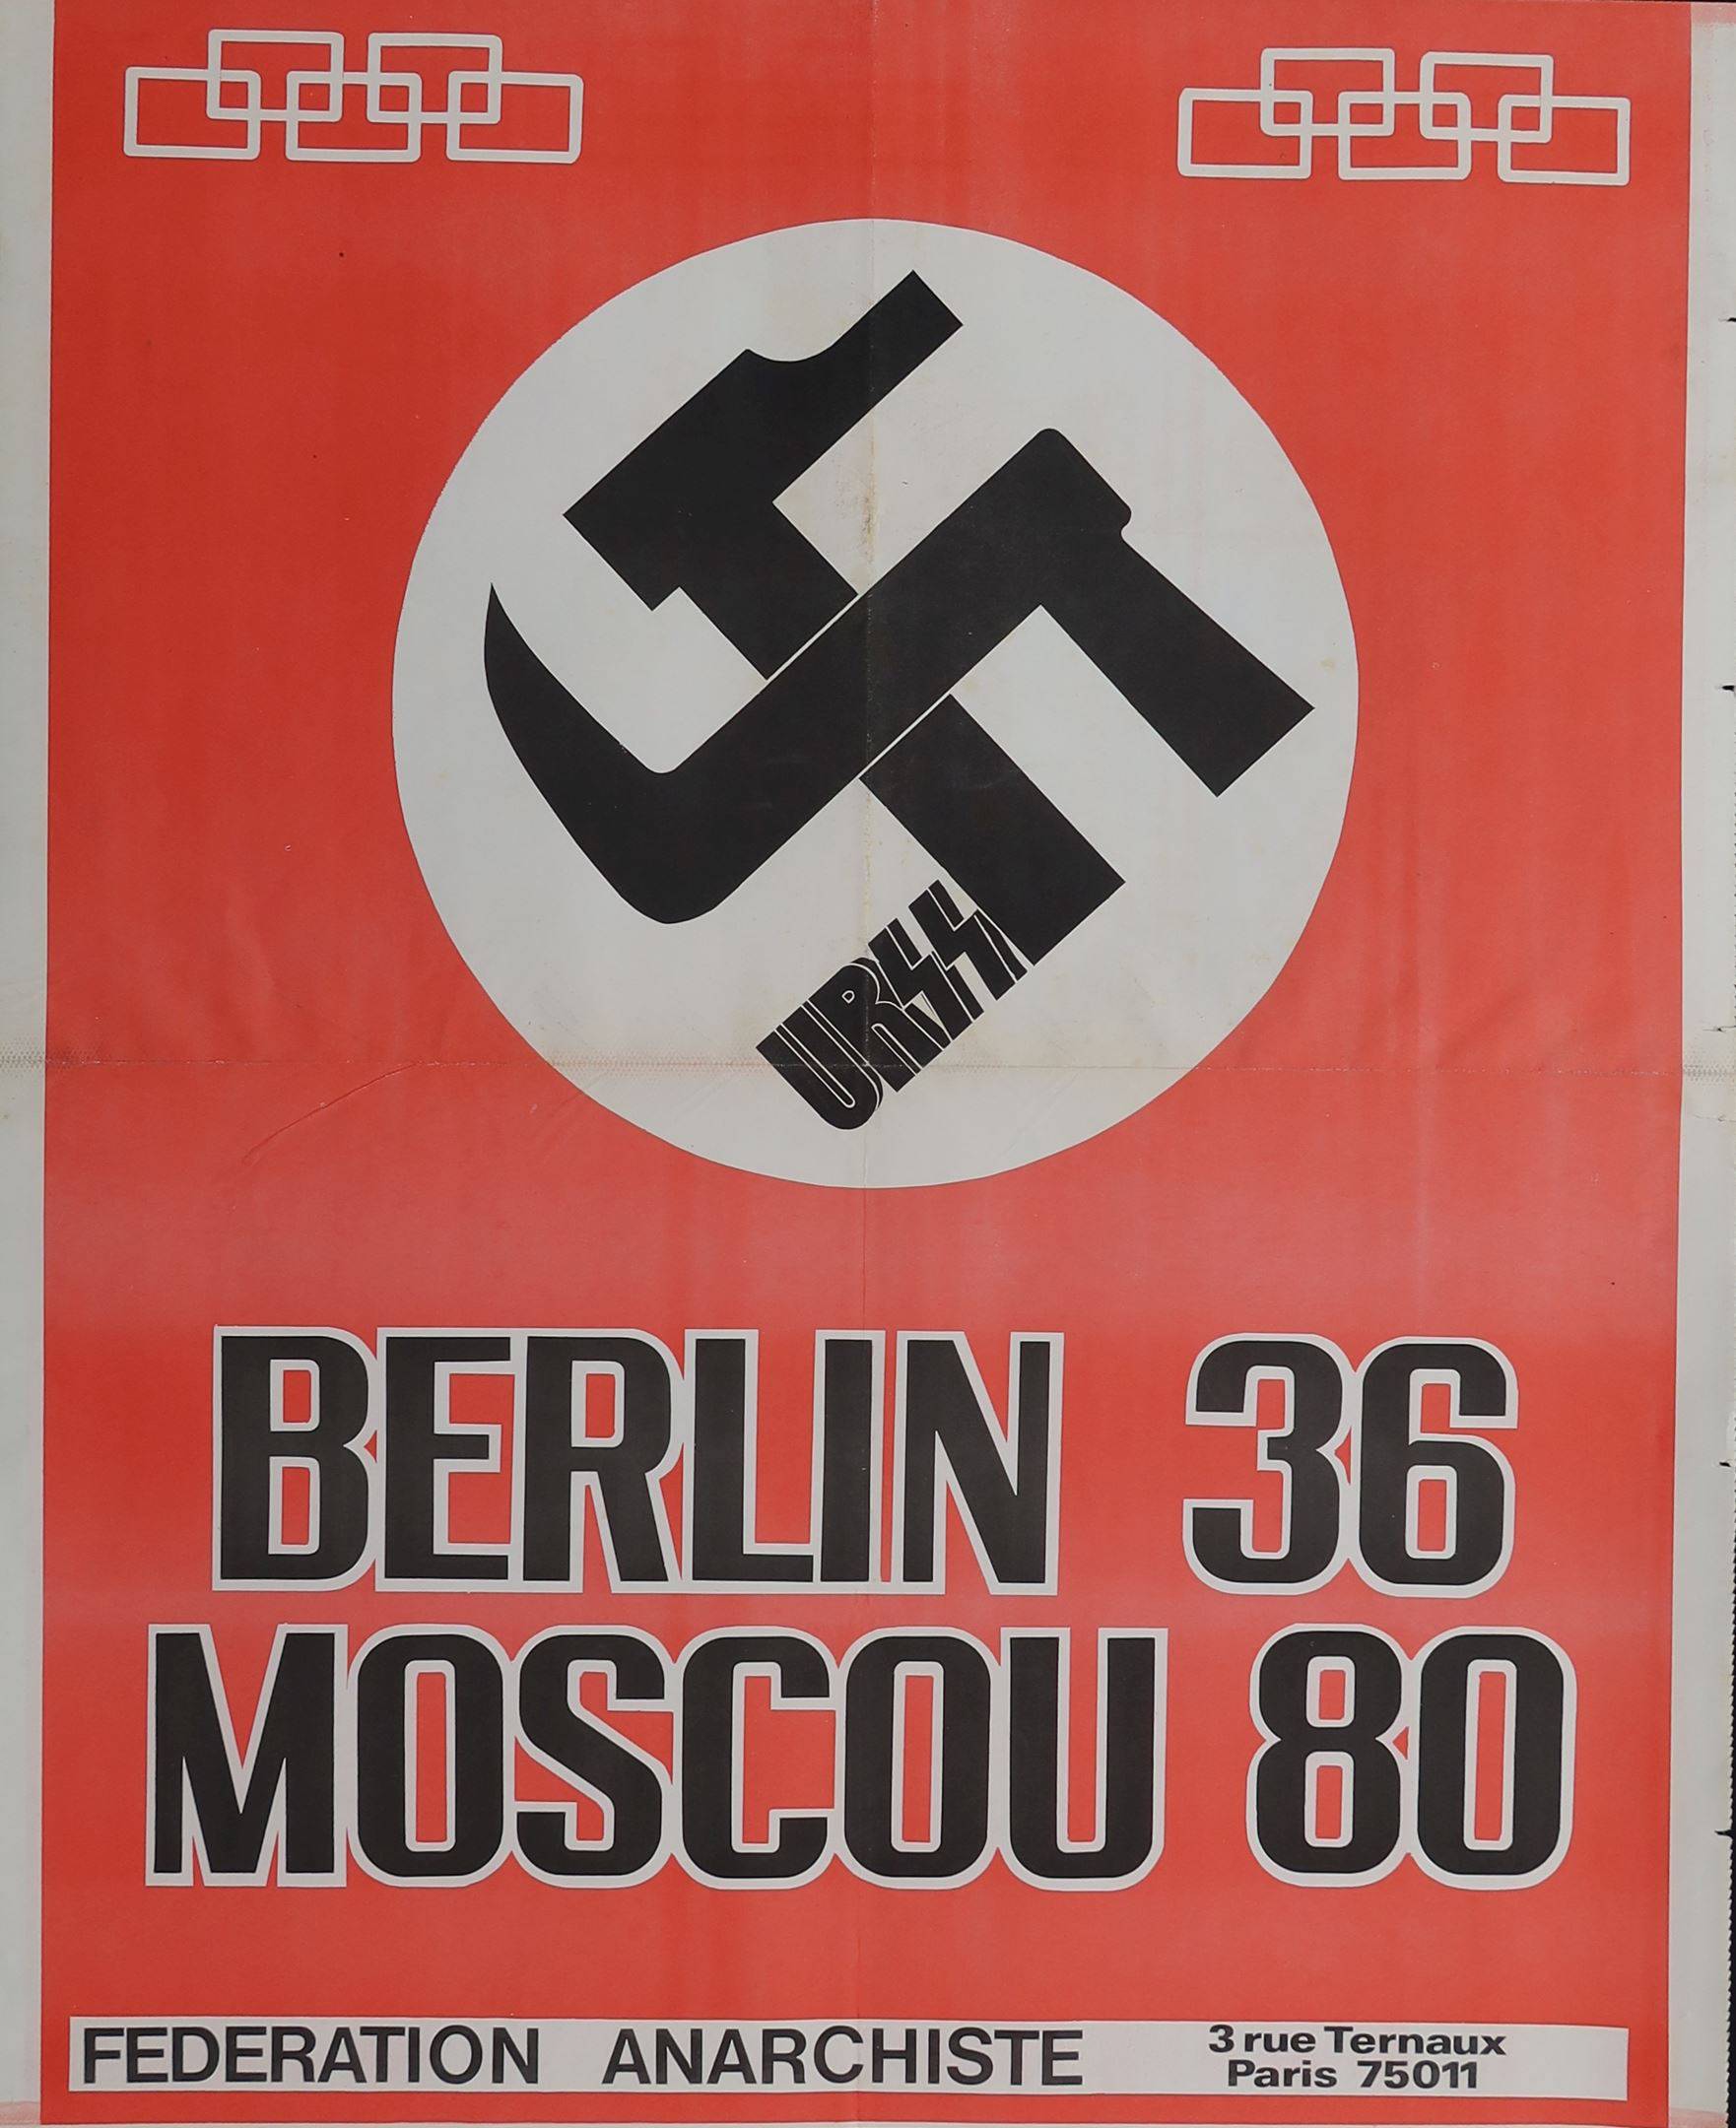 URSS
BERLIN 36
MOSCOU 80
FEDERATION ANARCHISTE
3 rue Ternaux
Paris 75011